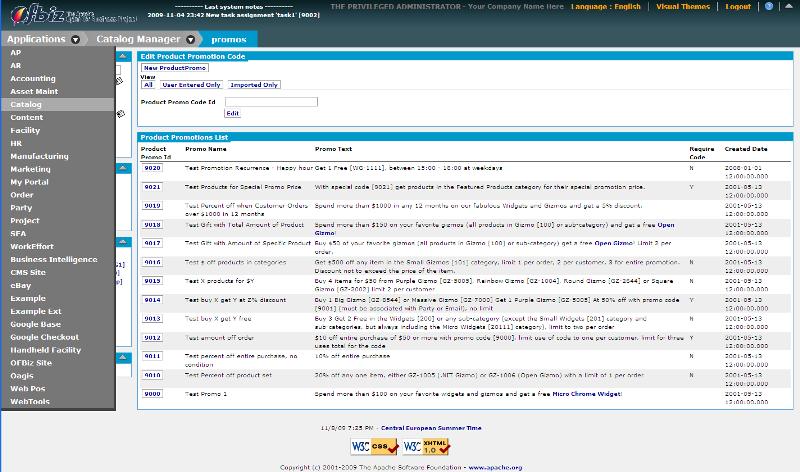 ---------- Last system notes ----------
2009-11-04 23:42 New task assignment 'task1' [9002]
THE PRIVILEGED ADMINISTRATOR - Your Company Name Here
Language : English
Visual Themes
Logout
ofbiz
Applications
Catalog Manager
promos
AP
AR
Accounting
Asset Maint
Catalog
Content
Facility
HR
Manufacturing
Marketing
My Portal
Order
Party
Project
SFA
WorkEffort
Business Intelligence
CMS Site
eBay
Example
Example Ext
Google Base
Google Checkout
Handheld Facility
OFBiz Site
Oagis
Web Pos
WebTools
Edit Product Promotion Code
New ProductPromo
View
All User Entered Only Imported Only
Product Promo Code Id
Edit
Product Promotions List
Product Promo Id Promo Name Promo Text Require Code Created Date
9020 Test Promotion Recurrence - Happy hour Get 1 Free [WG-1111], between 15:00 - 18:00 at weekdays N 2008-01-01
12:00:00.000
9021 Test Products for Special Promo Price With special code [9021] get products in the Featured Products category for their special promotion price. Y 2001-05-13
12:00:00.000
9019 Test Percent off when Customer Orders Spend more than $1000 in any 12 months on our fabulous Widgets and Gizmos and get a 5% discount. 2001-05-13
over $1000 in 12 months 12:00:00.000
9018 Test Gift with Total Amount of Product Spend more than $150 on your favorite gizmos (all products in Gizmo [100] or sub-category) and get a free Open 2001-05-13
Gizmo! 12:00:00.000
9017 Test Gift with Amount of Specific Product Buy $50 of your favorite gizmos (all products in Gizmo [100] or sub-category) get a free Open Gizmo! Limit 2 per 2001-05-13
order. 12:00:00.000
9016 Test off products in categories Get $500 off any item in the Small Gizmos [101] category, limit 1 per order, 2 per customer, 3 for entire promotion. N 2001-05-13
Discount not to exceed the price of the item. 12:00:00.000
9015 Test X products for $Y Buy 4 items for $50 from Purple Gizmo [GZ-5005], Rainbow Gizmo [GZ-1004], Round Gizmo [GZ-2644] or Square N 2001-05-13
Gizmo [GZ-2002] limit 2 per customer 12:00:00.000
9014 Test buy X get Y at Z% discount Buy 1 Big Gizmo [GZ-8544] or Massive Gizmo [GZ-7000] Get 1 Purple Gizmo [GZ-5005] At 50% off with promo code Y 2001-05-13
[9001] (must be associated with Party or Email), no limit 12:00:00.000
9013 Test buy X get Y free Buy 3 Get 2 Free in the Widgets [200] or any sub-category (except the Small Widgets [201] category and N 2001-05-13
sub categories, but always including the Micro Widgets [20111] category), limit to two per order 12:00:00.000
9012 Test amount off order $10 off entire purchase of $50 or more with promo code [9000], limit use of code to one per customer, limit for three Y 2001-05-13
uses total for the code 12:00:00.000
9011 Test percent off entire purchase, no 10% off entire purchase N 2001-05-13
condition 12:00:00.000
9010 Test Percent off product set 20% off any one item, either GZ-1005 (.NIT Gizmo) or GZ-1006 (Open Gizmo) with a limit of 1 per order N 2001-05-13
12:00:00.000
9000 Test Promo 1 Spend more than $100 on your favorite widgets and gizmos and get a free Micro Chrome Widget! 2001-05-13
12:00:00.000
11/8/09 7:25 PM - Central European Summer Time
W3C CSS W3C XHTML 1.0
Copyright (c) 2001-2009 The Apache Software Foundation - www.apache.org